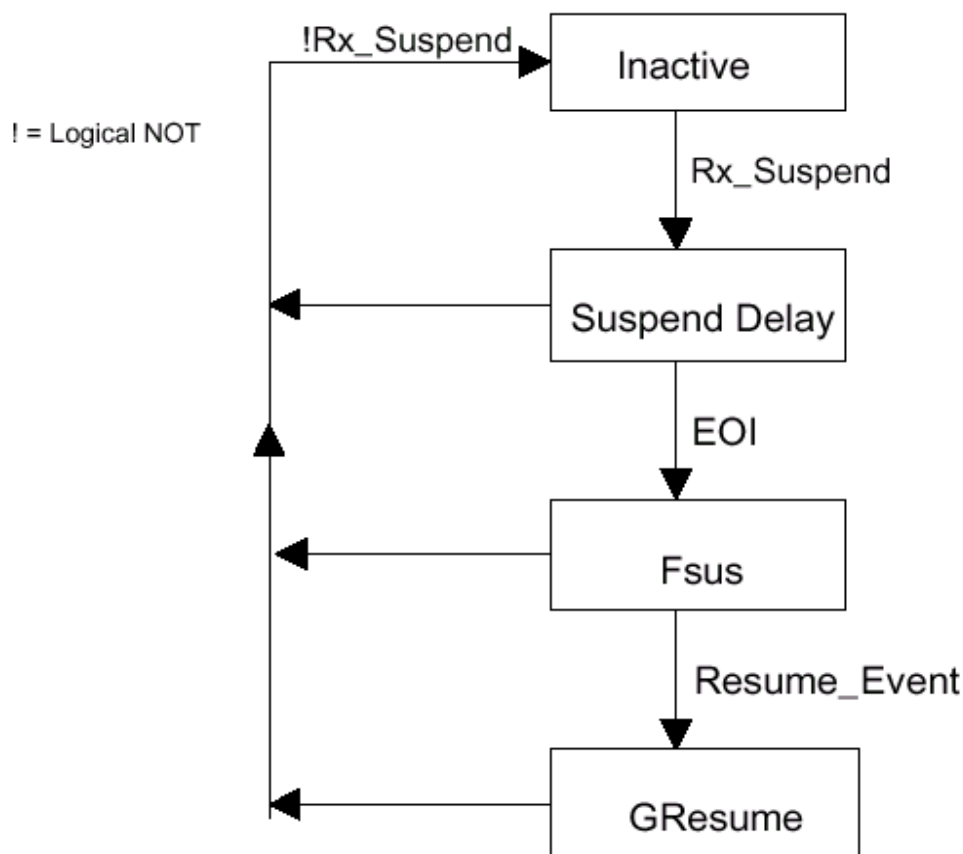 !Rx_Suspend
Inactive
! = Logical NOT
Rx_Suspend
Suspend Delay
EOI
Fsus
Resume_Event
GResume